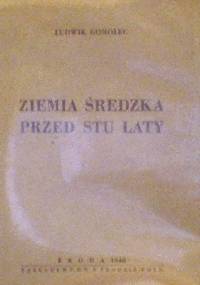 LUDWIK GOMOLEC
ZIEMIA ŚREDZKA
PRZED STU LATY
ŚRODA 1948